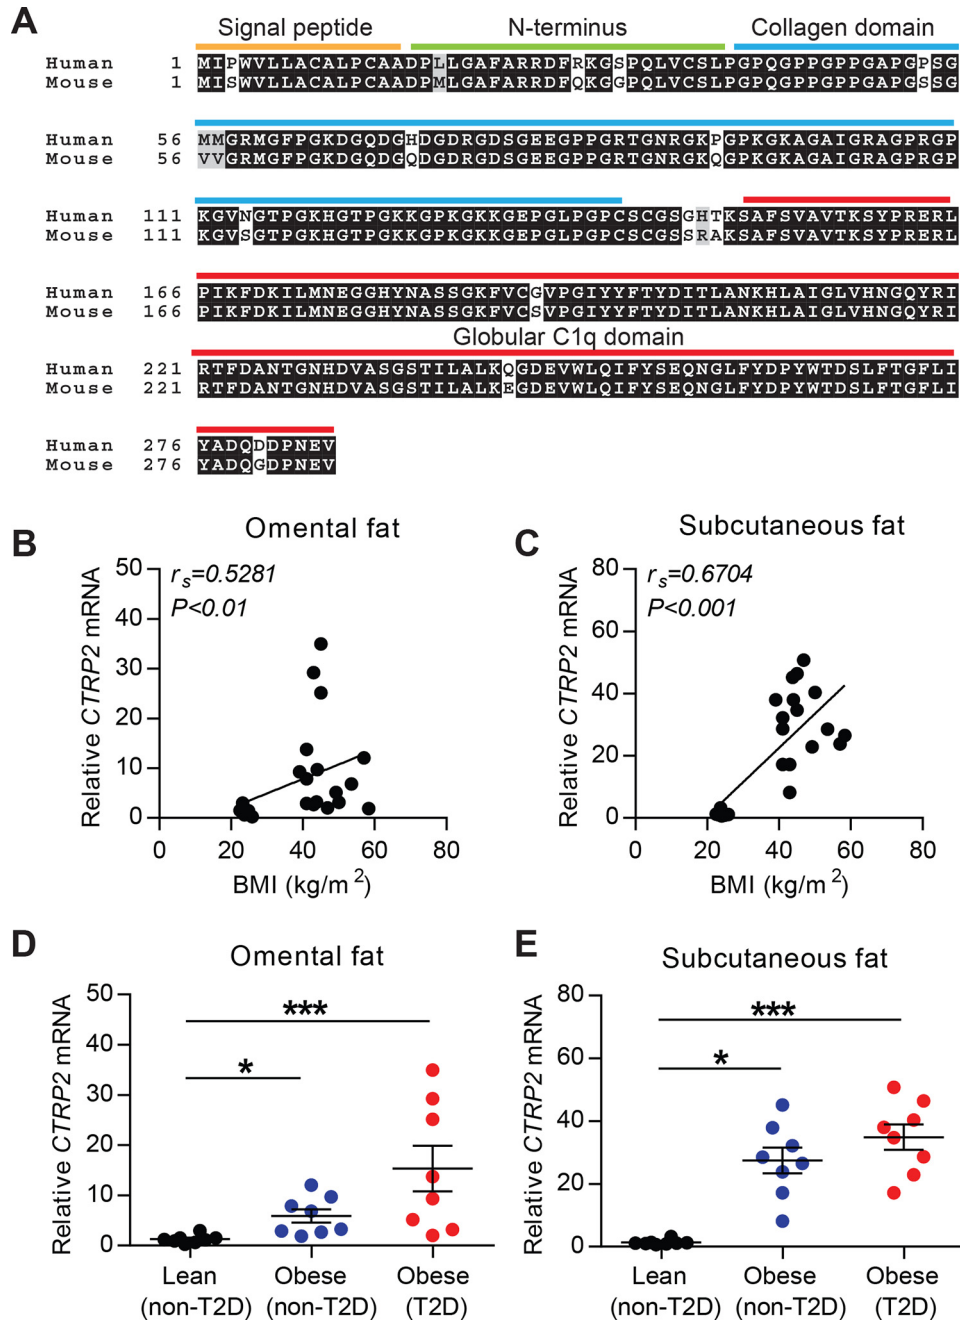 A
Signal peptide N-terminus Collagen domain
Human 1 MIPWVLLACALPCAADPLLGAFARRDFRKGSPQLVCSLPGPQGPPGPPGAPGPSG
Mouse 1 MISWVLLACALPCAADPMLGAFARRDFQKGGPQLVCSLPGPQGPPGPPGAPGSSG
Human 56 MMGRMGFPGKDGQDGHDGDRGDSGEEGPPGRTGNRGKPGPKGKAGAIGRAGPRGP
Mouse 56 VVGRMGFPGKDGQDGQDGDRGDSGEEGPPGRTGNRGKQGPKGKAGAIGRAGPRGP
Human 111 KGVNGTPGKHGTPGKKGPKGKKGEPGLPGPCSCGSGHTKSAFSVAVTKSYPRERL
Mouse 111 KGVSGTPGKHGTPGKKGPKGKKGEPGLPGPCSCGSSRAKSAFSVAVTKSYPRERL
Human 166 PIKFDKILMNEGGHYNASSGKFVCGVPGIYYFTYDITLANKHLAIGLVHNGQYRI
Mouse 166 PIKFDKILMNEGGHYNASSGKFVCSVPGIYYFTYDITLANKHLAIGLVHNGQYRI
Globular C1q domain
Human 221 RTFDANTGNHDVASGSTILALKQGDEVWLQIFYSEQNGLFYDPYWTDSLFTGFLI
Mouse 221 RTFDANTGNHDVASGSTILALKEGDEVWLQIFYSEQNGLFYDPYWTDSLFTGFLI
Human 276 YADQDDPNEV
Mouse 276 YADQGDPNEV
B
Omental fat
Relative CTRP2 mRNA
50
40
30
20
10
0
rs=0.5281
P<0.01
0 20 40 60 80
BMI (kg/m 2)
C
Subcutaneous fat
Relative CTRP2 mRNA
80
60
40
20
0
rs=0.6704
P<0.001
0 20 40 60 80
BMI (kg/m 2)
D
Omental fat
Relative CTRP2 mRNA
50
40
30
20
10
0
***
*
Lean Obese Obese
(non-T2D) (non-T2D) (T2D)
E
Subcutaneous fat
Relative CTRP2 mRNA
80
60
40
20
0
***
*
Lean Obese Obese
(non-T2D) (non-T2D) (T2D)